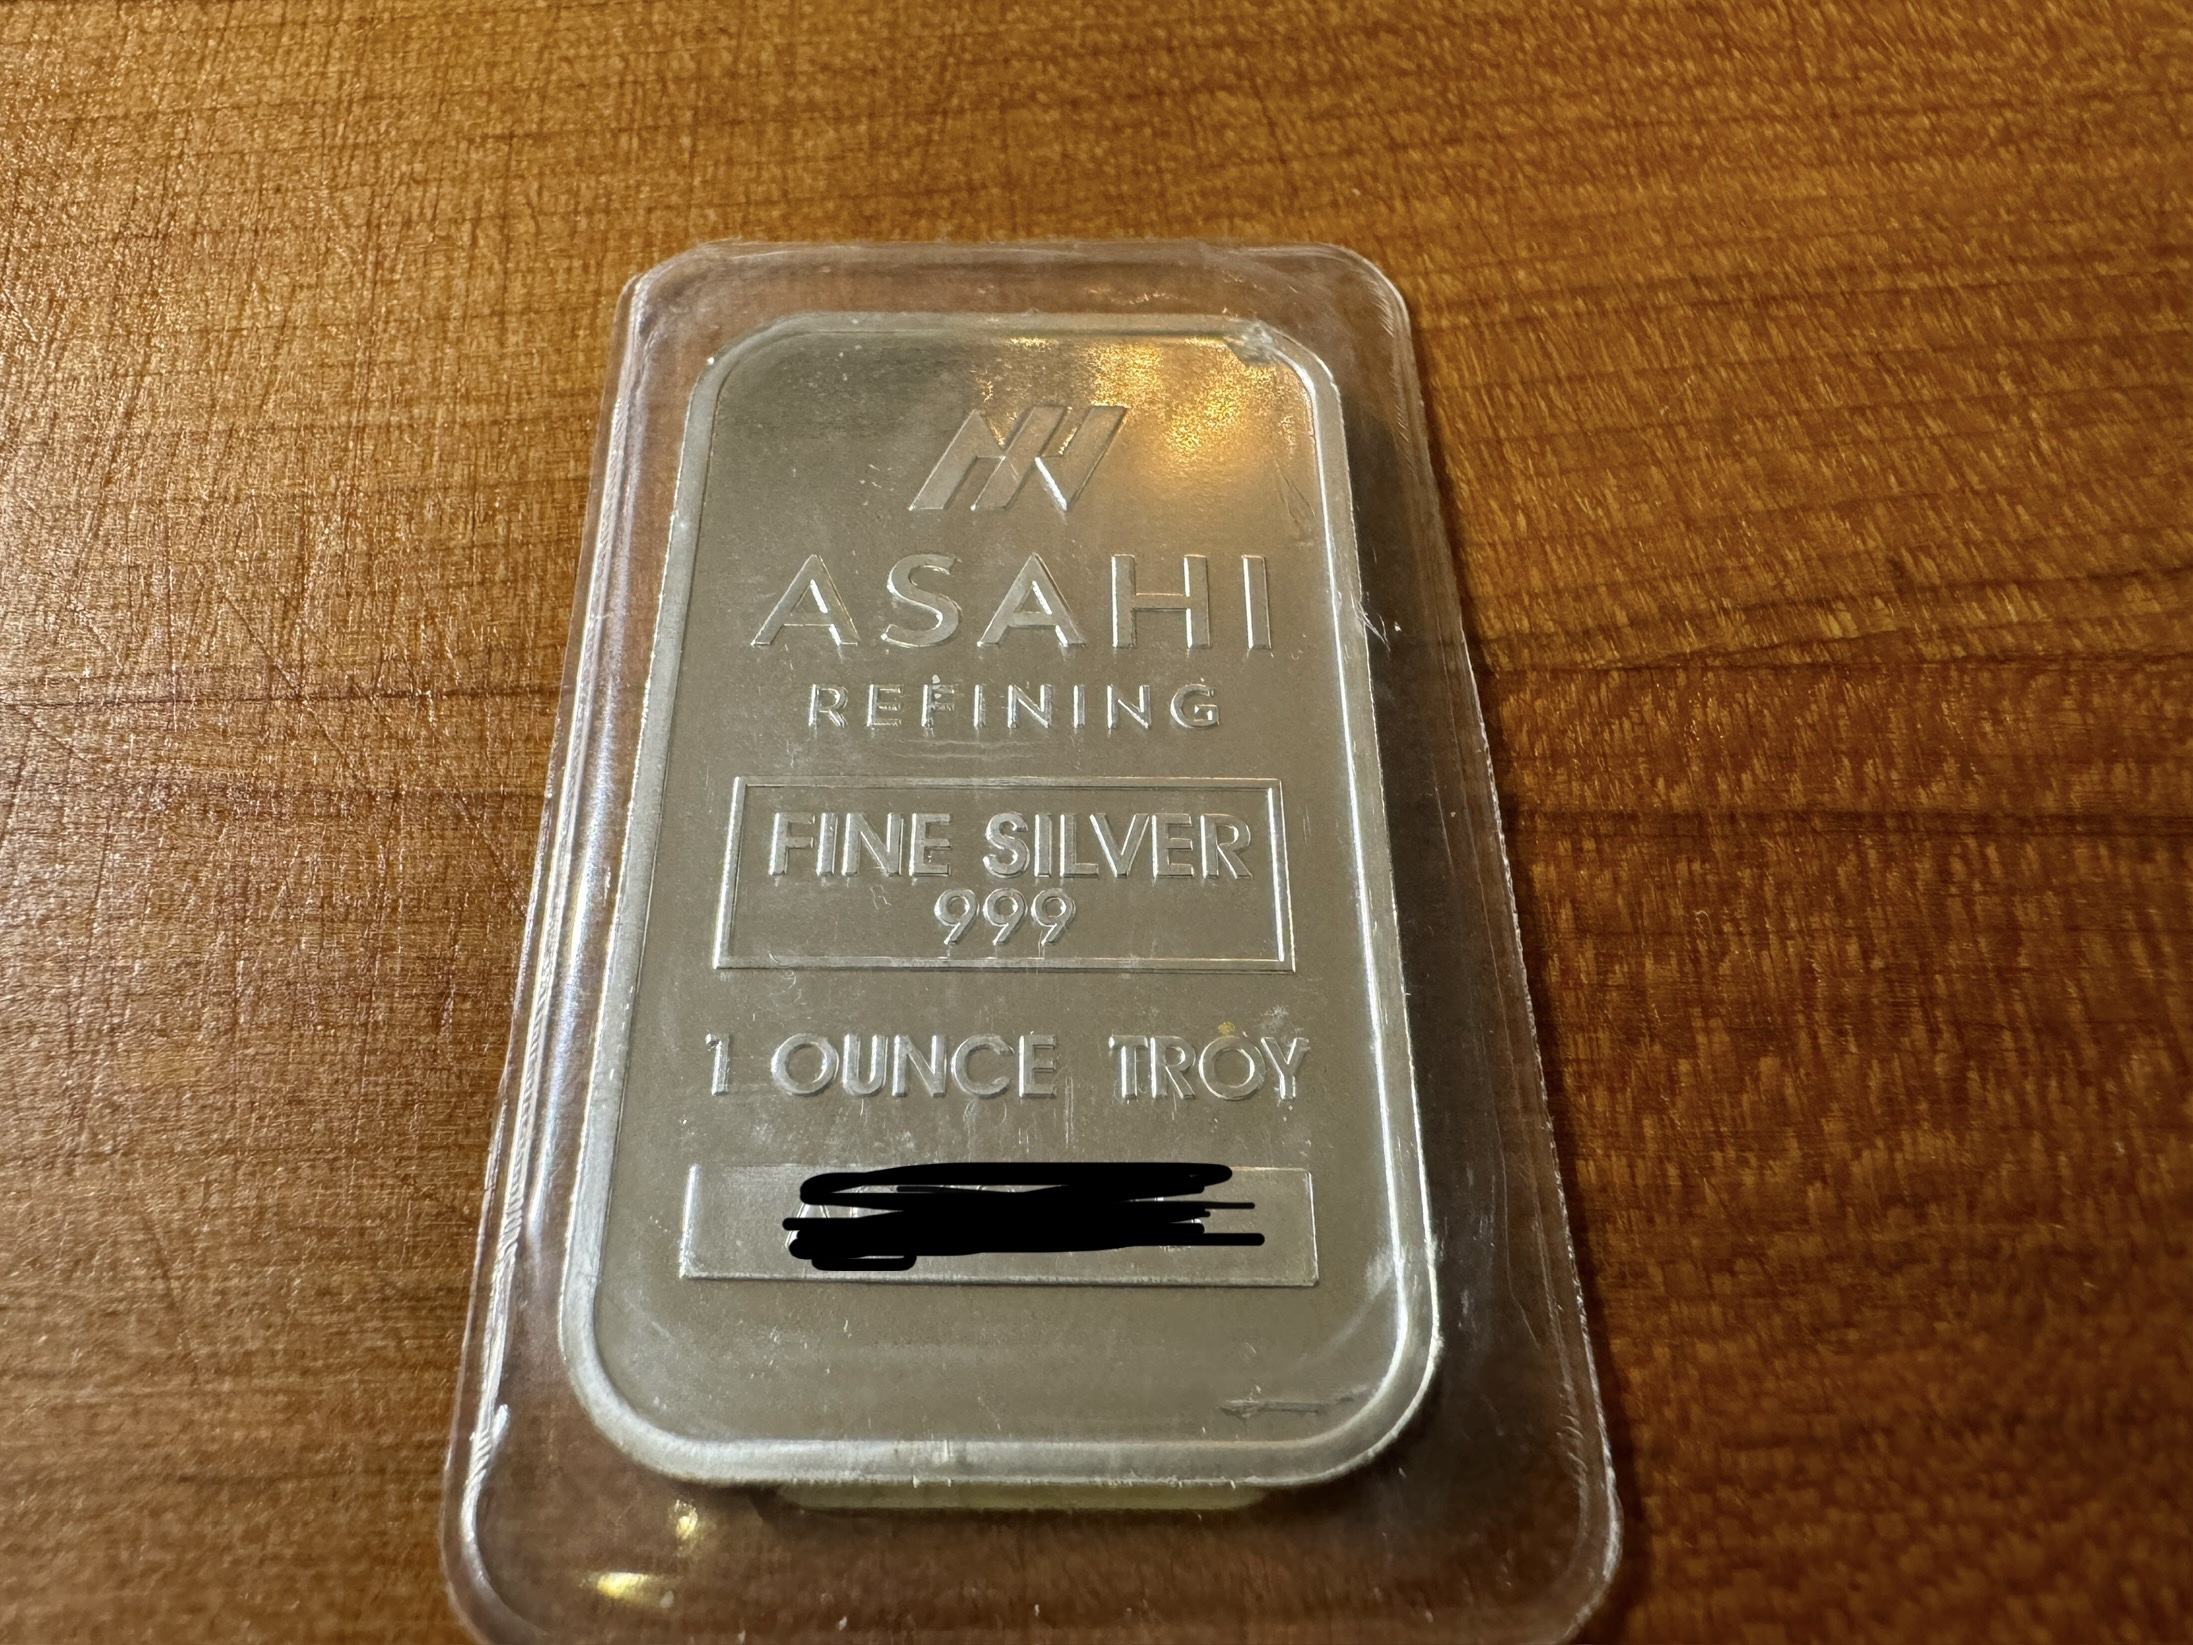 ASAHI
REFINING
FINE SILVER
999
1 OUNCE TROY